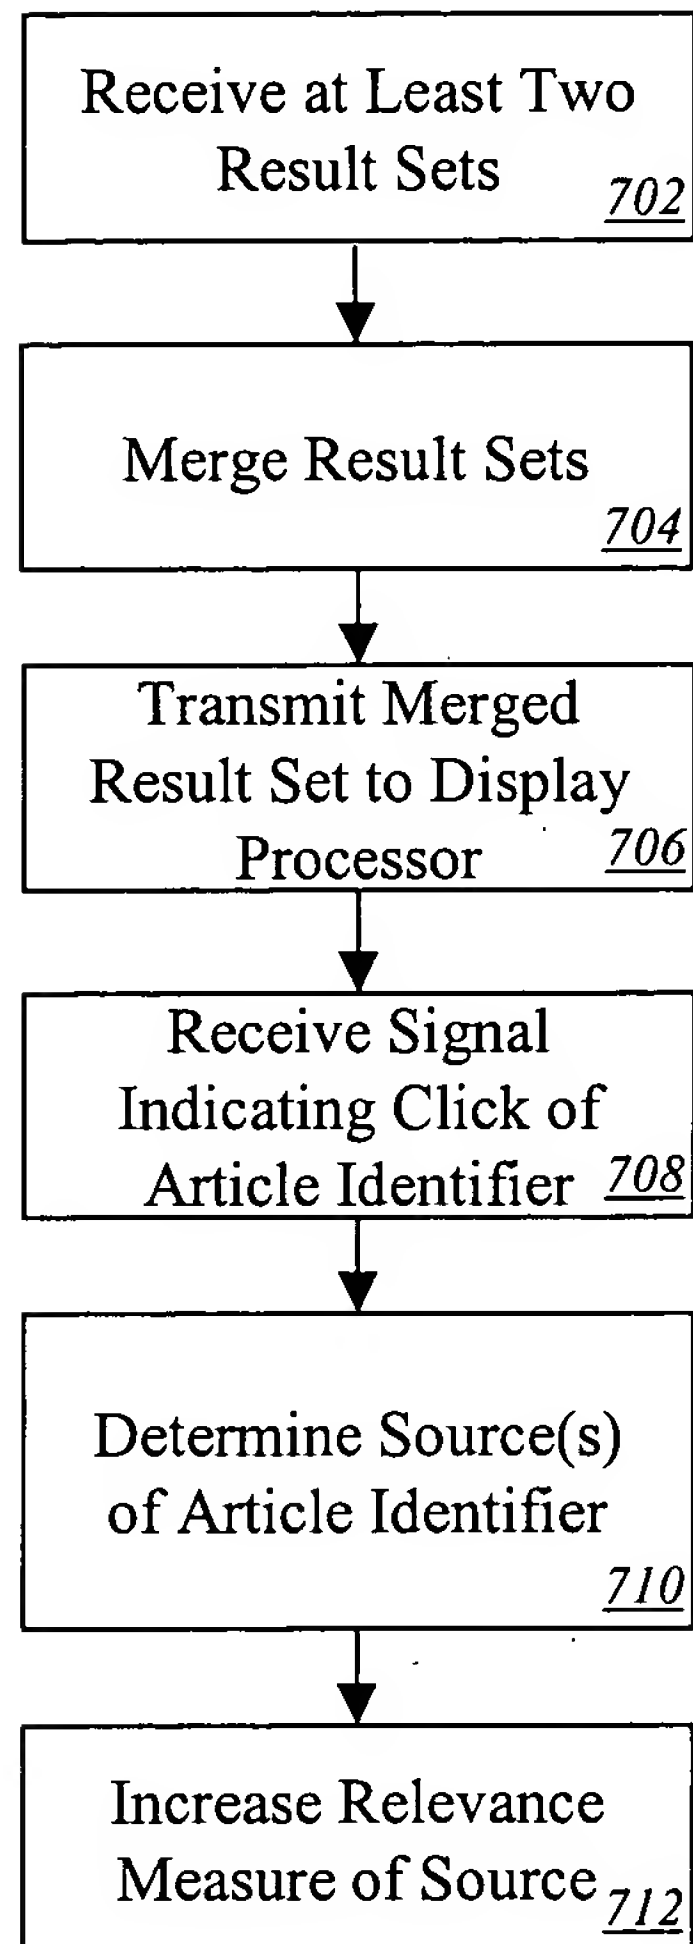 Receive at Least Two
Result Sets
702
Merge Result Sets
704
Transmit Merged
Result Set to Display
Processor
706
Receive Signal
Indicating Click of
Article Identifier
708
Determine Source(s)
of Article Identifier
710
Increase Relevance
Measure of Source
712